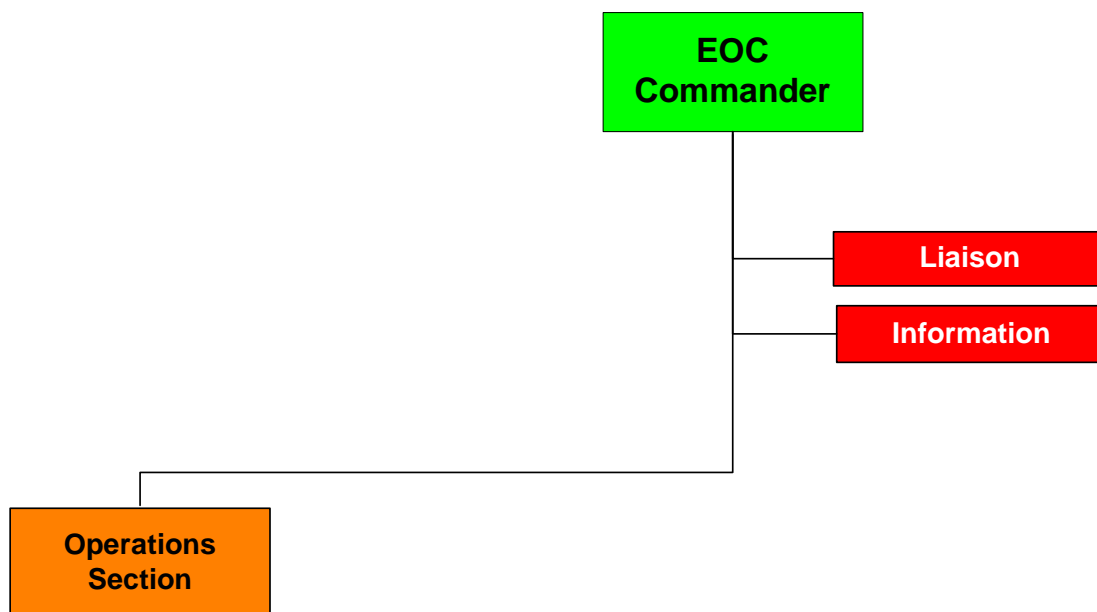 EOC
Commander
Liaison
Information
Operations
Section